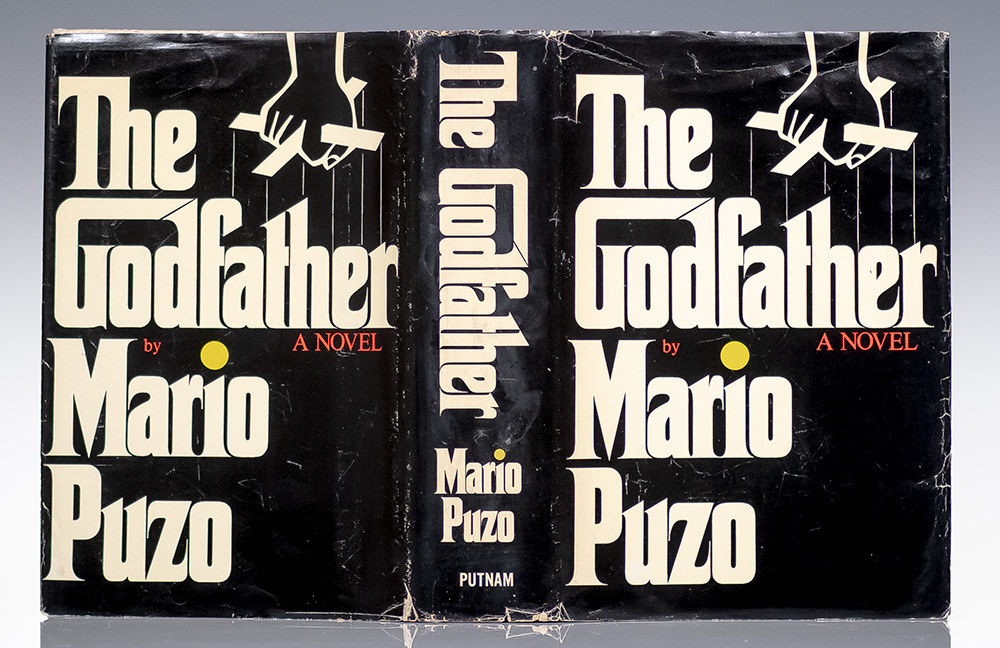 The
Godfather
by
A NOVEL
Mario
Puzo
The Godfather
Mario
Puzo
PUTNAM
The
Godfather
by
A NOVEL
Mario
Puzo